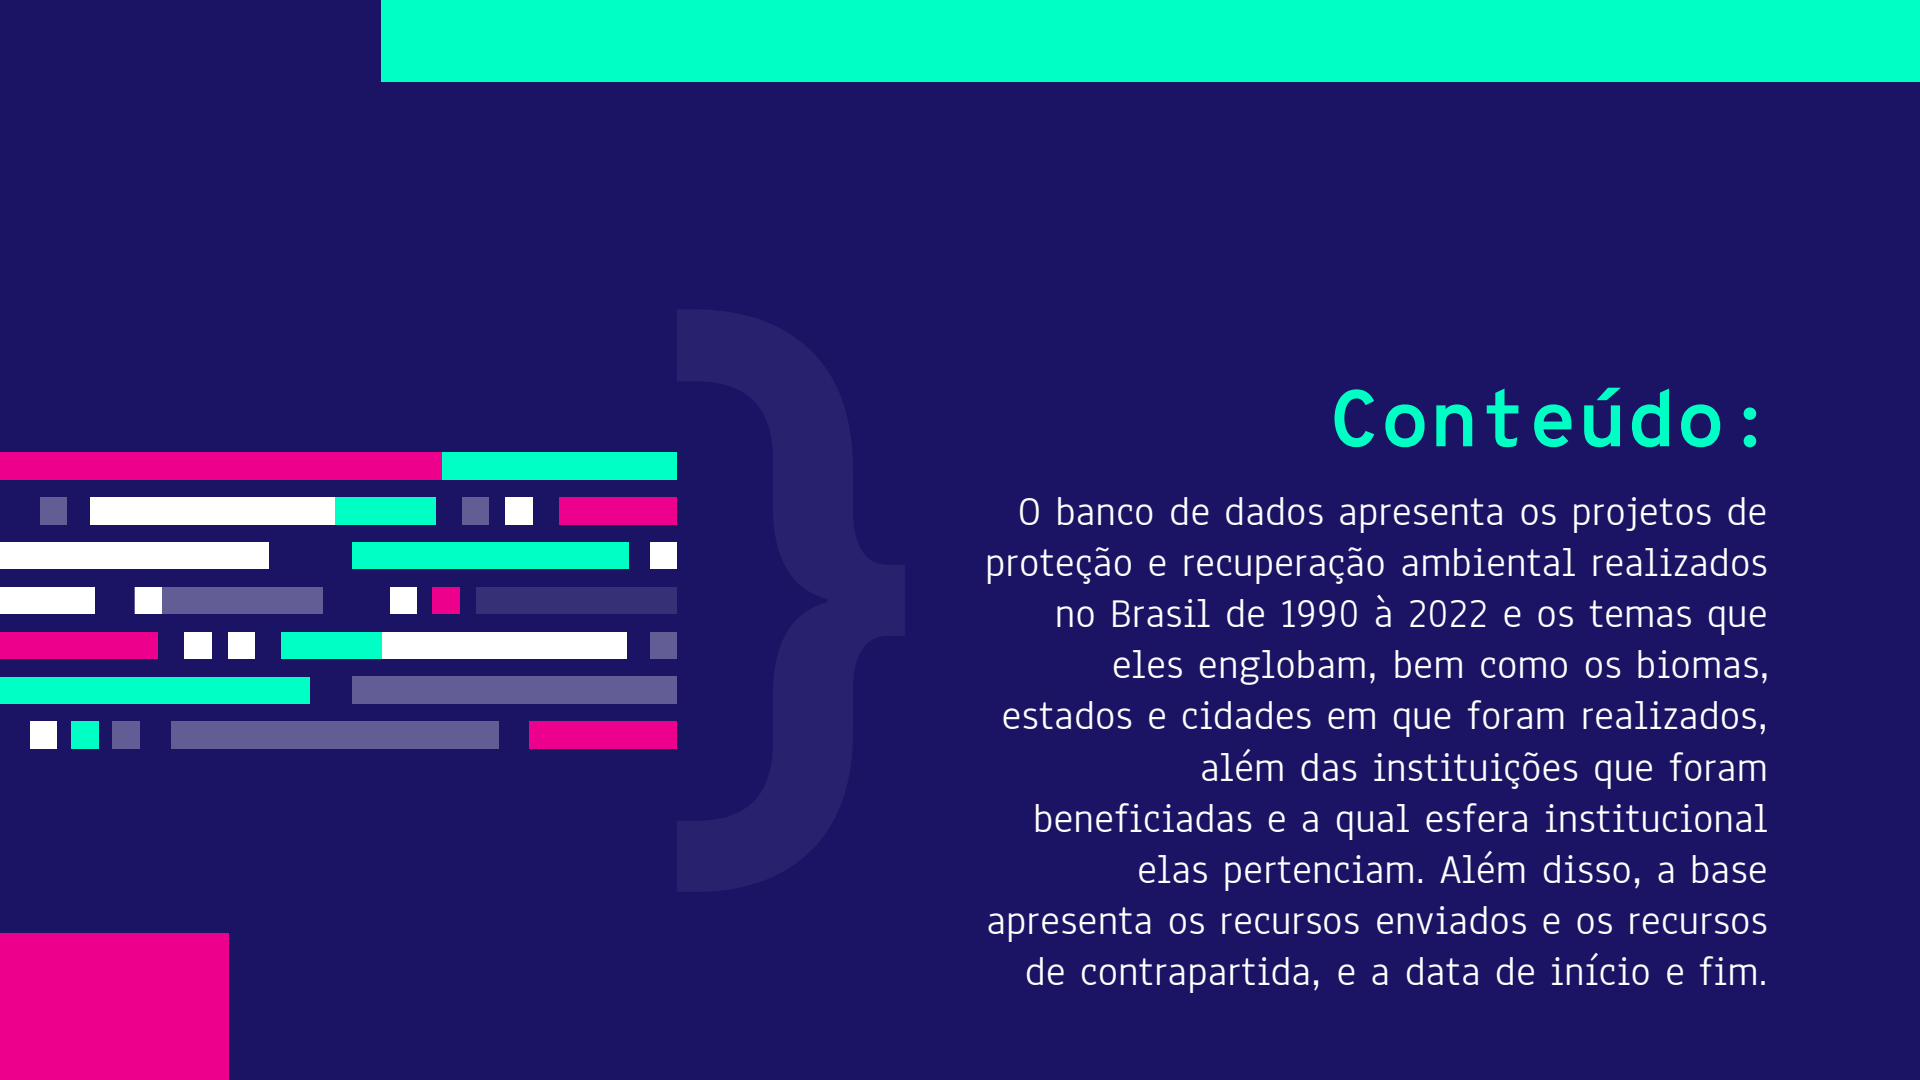 Conteúdo:
O banco de dados apresenta os projetos de
proteção e recuperação ambiental realizados
no Brasil de 1990 à 2022 e os temas que
eles englobam, bem como os biomas,
estados e cidades em que foram realizados,
além das instituições que foram
beneficiadas e a qual esfera institucional
elas pertenciam. Além disso, a base
apresenta os recursos enviados e os recursos
de contrapartida, e a data de início e fim.